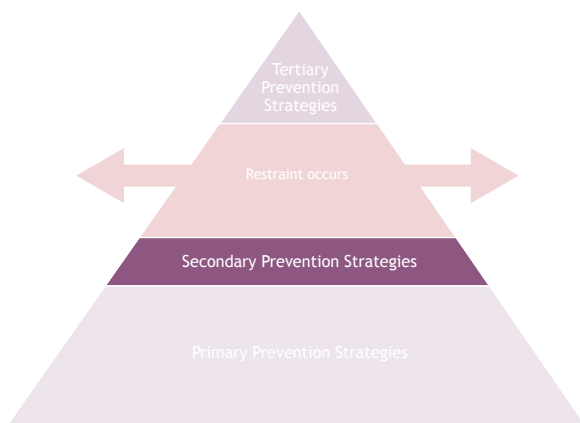 Tertiary
Prevention
Strategies
Restraint occurs
Secondary Prevention Strategies
Primary Prevention Strategies